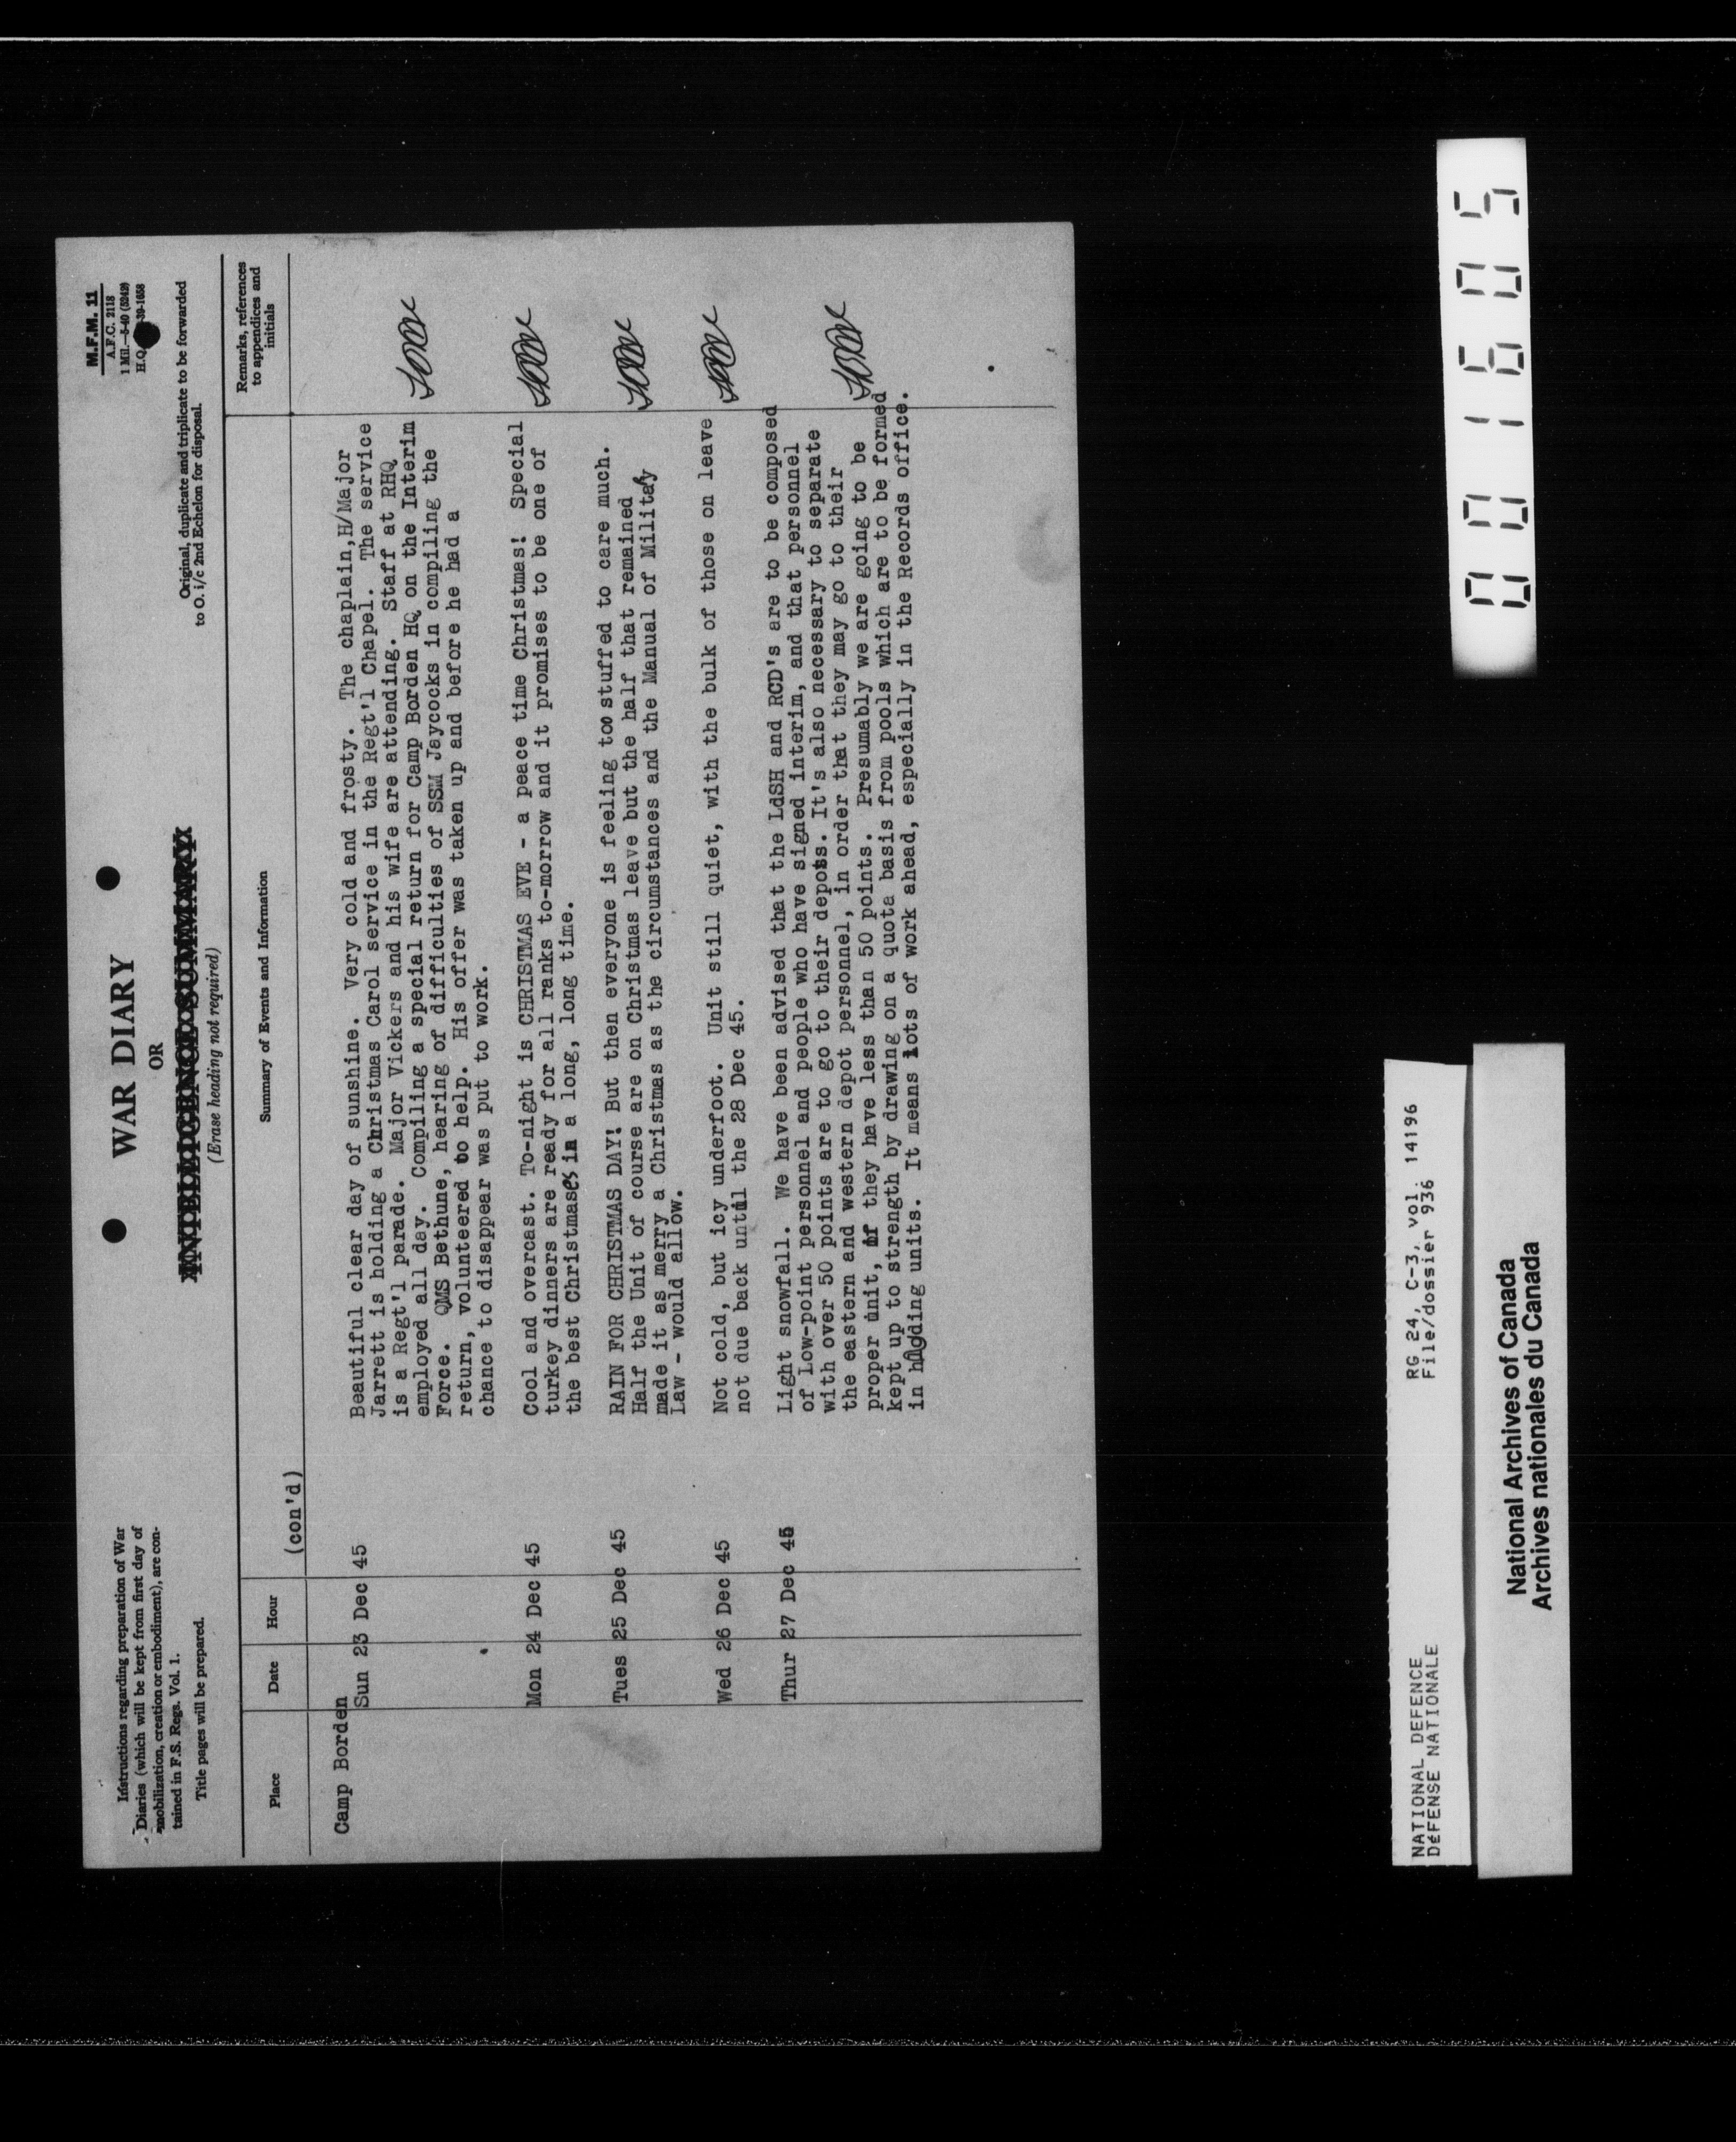 Instructions regarding preparation of War
Diaries (which will be kept from first day of
mobilization, creation or embodiment), are con-
tained in F.S. Regs. Vol. 1.
Title pages will be prepared.
WAR DIARY
OR
INTELLIGENCE SUMMARY
(Erase heading not required)
M.F.M. 11
A.F.C. 2118
1 Mil.—5-40 (5249)
H.Q. 39-1658
Original, duplicate and triplicate to be forwarded
to O. i/c 2nd Echelon for disposal.
Place
Date
Hour
Summary of Events and Information
Remarks, references
to appendices and
initials
(con'd)
Camp Borden
Sun 23 Dec 45
Beautiful clear day of sunshine. Very cold and frosty. The chaplain,H/Major
Jarrett is holding a Christmas Carol service in the Regt'l Chapel. The service
is a Regt'l parade. Major Vickers and his wife are attending. Staff at RHQ
employed all day. Compiling a special return for Camp Borden HQ on the Interim
Force. QMS Bethune, hearing of difficulties of SSM Jaycocks in compiling the
return, volunteered to help. His offer was taken up and before he had a
chance to disappear was put to work.
Mon 24 Dec 45
Cool and overcast. To-night is CHRISTMAS EVE - a peace time Christmas! Special
turkey dinners are ready for all ranks to-morrow and it promises to be one of
the best Christmases in a long, long time.
Tues 25 Dec 45
RAIN FOR CHRISTMAS DAY! But then everyone is feeling too stuffed to care much.
Half the Unit of course are on Christmas leave but the half that remained
made it as merry a Christmas as the circumstances and the Manual of Militay
Law - would allow.
Wed 26 Dec 45
Not cold, but icy underfoot. Unit still quiet, with the bulk of those on leave
not due back until the 28 Dec 45.
Thur 27 Dec 45
Light snowfall. We have been advised that the LdSH and RCD's are to be composed
of Low-point personnel and people who have signed interim, and that personnel
with over 50 points are to go to their depots. It's also necessary to separate
the eastern and western depot personnel, in order that they may go to their
proper unit, if they have less than 50 points. Presumably we are going to be
kept up to strength by drawing on a quota basis from pools which are to be formed
in holding units. It means lots of work ahead, especially in the Records office.
001605
NATIONAL DEFENCE
DéFENSE NATIONALE
RG 24, C-3, vol. 14196
File/dossier 936
National Archives of Canada
Archives nationales du Canada